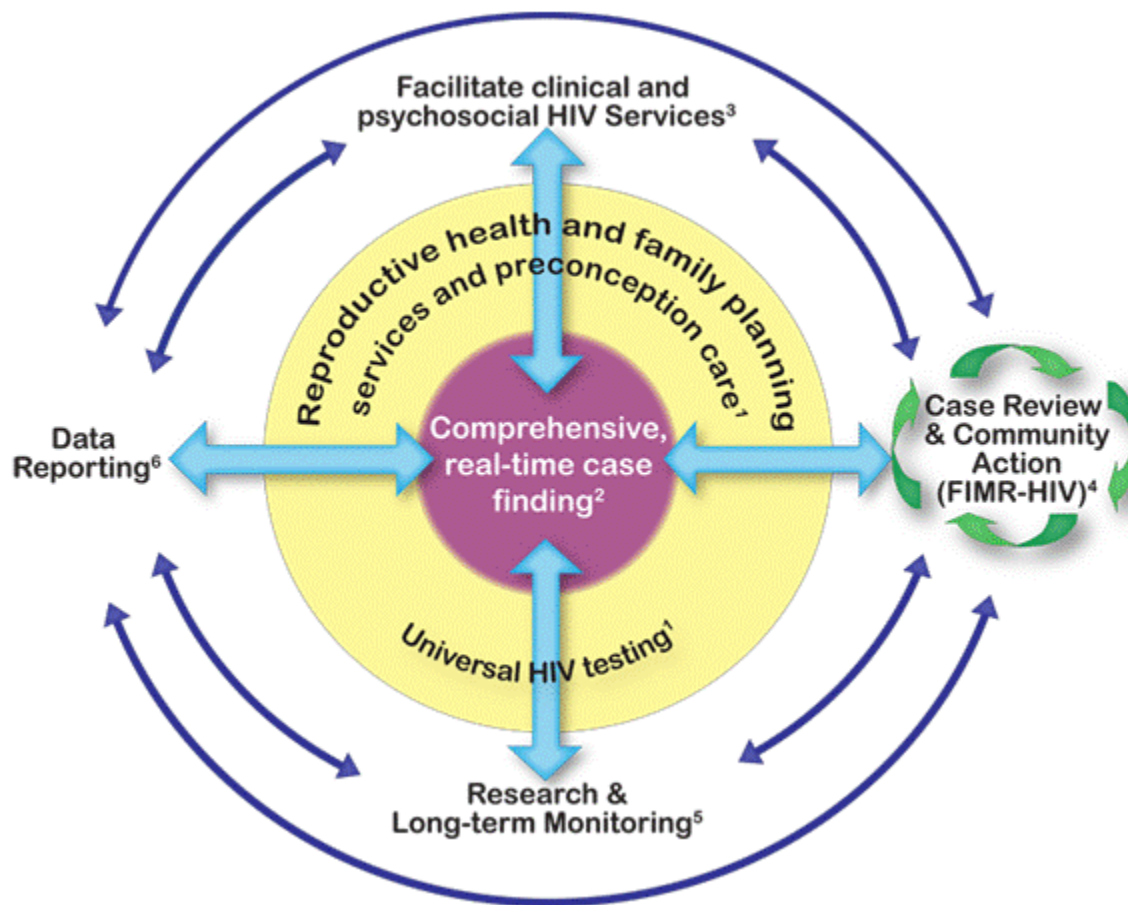 Facilitate clinical and
psychosocial HIV Services³
Reproductive health and family planning
services and preconception care¹
Comprehensive,
real-time case
finding²
Data
Reporting⁶
Case Review
& Community
Action
(FIMR-HIV)⁴
Universal HIV testing¹
Research &
Long-term Monitoring⁵